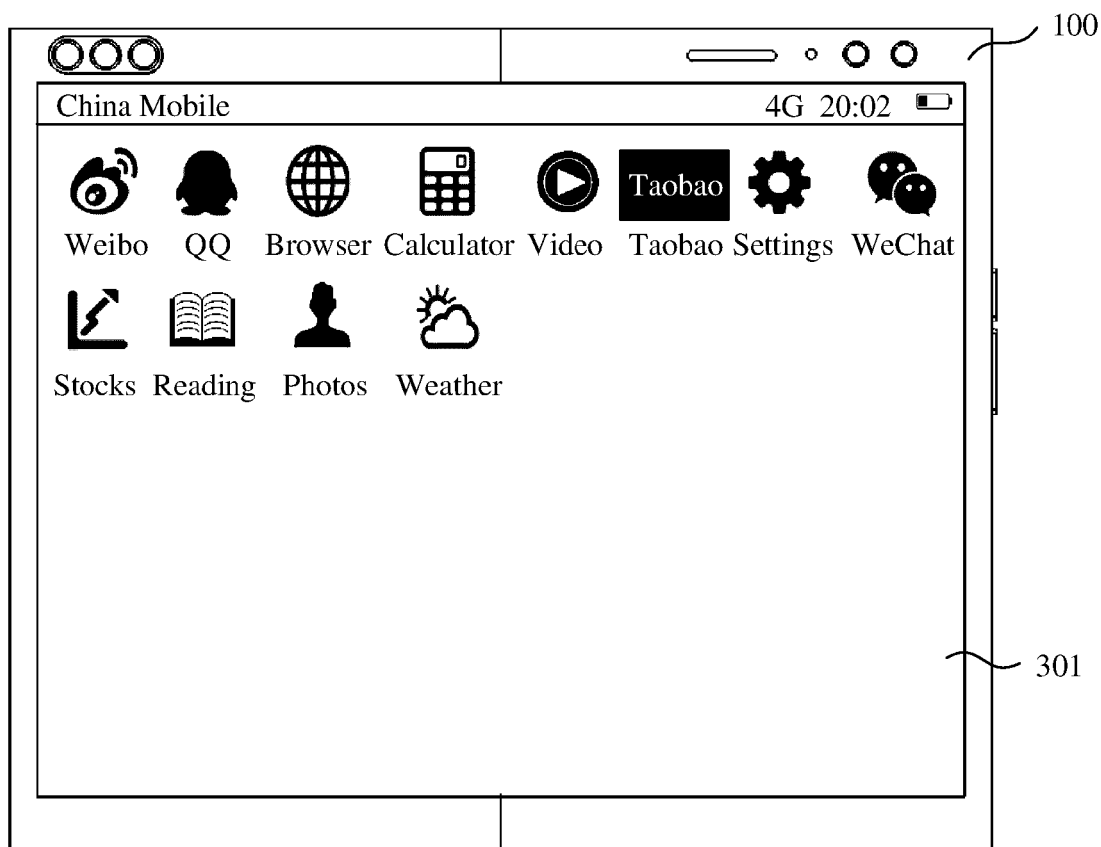 100
China Mobile 4G 20:02
Taobao
Weibo QQ Browser Calculator Video Taobao Settings WeChat
Stocks Reading Photos Weather
301